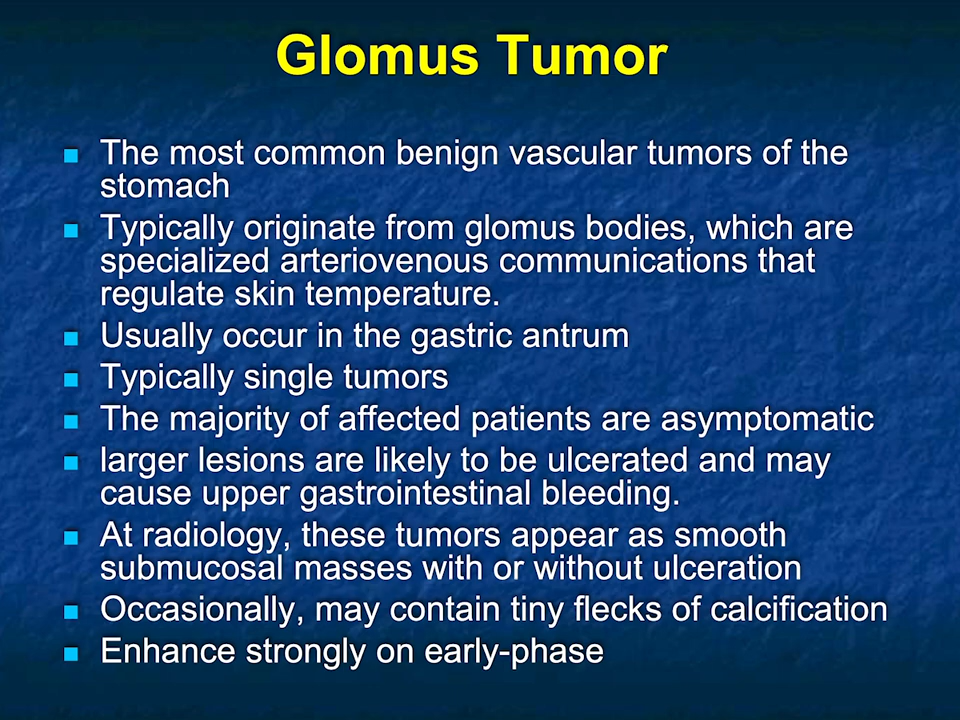 Glomus Tumor
The most common benign vascular tumors of the
stomach
Typically originate from glomus bodies, which are
specialized arteriovenous communications that
regulate skin temperature.
Usually occur in the gastric antrum
Typically single tumors
The majority of affected patients are asymptomatic
larger lesions are likely to be ulcerated and may
cause upper gastrointestinal bleeding.
At radiology, these tumors appear as smooth
submucosal masses with or without ulceration
Occasionally, may contain tiny flecks of calcification
Enhance strongly on early-phase